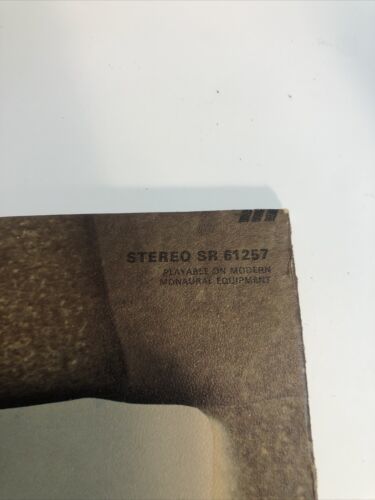 STEREO SR 61257
PLAYABLE ON MODERN
MONAURAL EQUIPMENT